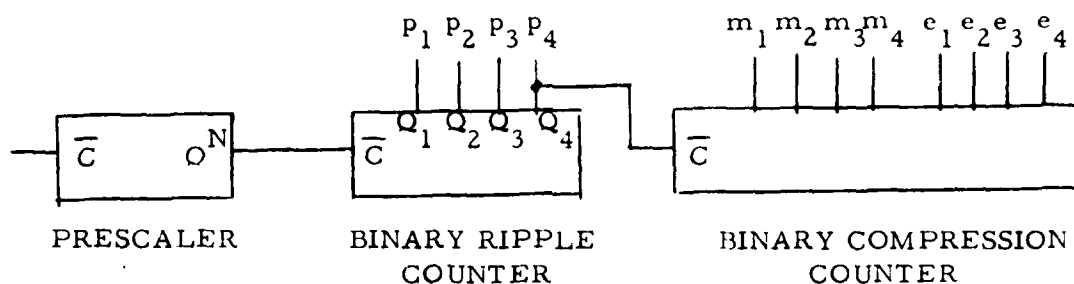 p1 p2 p3 p4
m1 m2 m3 m4 e1 e2 e3 e4
C̅ Q^N
C̅ Q1 Q2 Q3 Q4
C̅
PRESCALER
BINARY RIPPLE
COUNTER
BINARY COMPRESSION
COUNTER